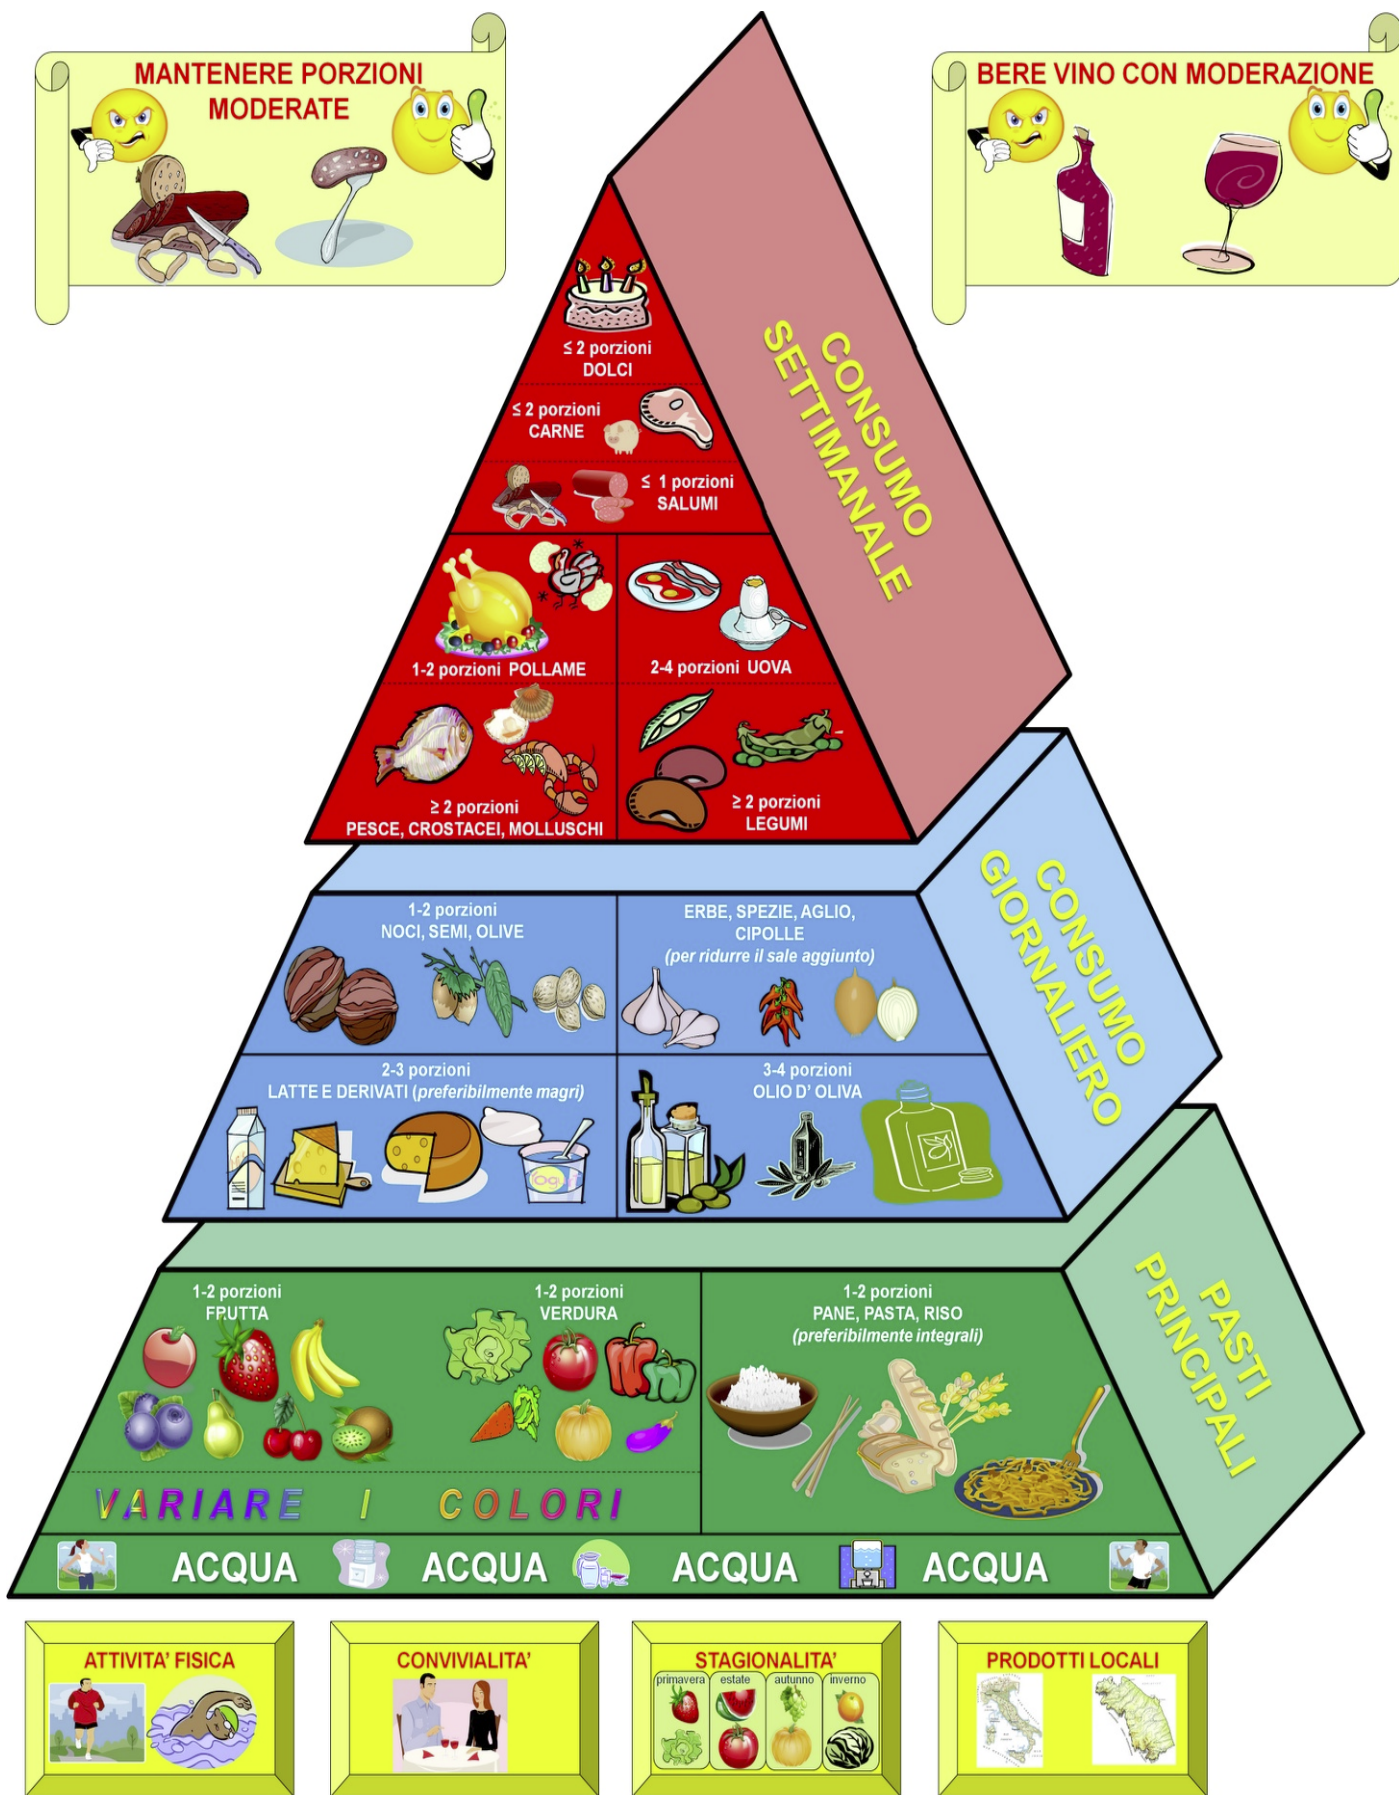 MANTENERE PORZIONI
MODERATE
BERE VINO CON MODERAZIONE
≤ 2 porzioni
DOLCI
≤ 2 porzioni
CARNE
≤ 1 porzioni
SALUMI
CONSUMO
SETTIMANALE
1-2 porzioni POLLAME
2-4 porzioni UOVA
≥ 2 porzioni
PESCE, CROSTACEI, MOLLUSCHI
≥ 2 porzioni
LEGUMI
1-2 porzioni
NOCI, SEMI, OLIVE
ERBE, SPEZIE, AGLIO,
CIPOLLE
(per ridurre il sale aggiunto)
CONSUMO
GIORNALIERO
2-3 porzioni
LATTE E DERIVATI (preferibilmente magri)
3-4 porzioni
OLIO D' OLIVA
1-2 porzioni
FRUTTA
1-2 porzioni
VERDURA
1-2 porzioni
PANE, PASTA, RISO
(preferibilmente integrali)
PASTI
PRINCIPALI
VARIARE I COLORI
ACQUA ACQUA ACQUA ACQUA
ATTIVITA' FISICA
CONVIVIALITA'
STAGIONALITA'
primavera estate autunno inverno
PRODOTTI LOCALI